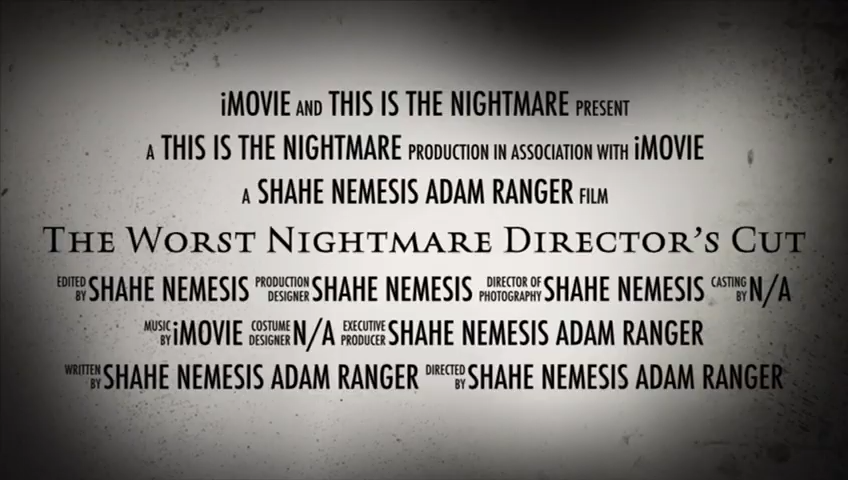 iMOVIE AND THIS IS THE NIGHTMARE PRESENT
A THIS IS THE NIGHTMARE PRODUCTION IN ASSOCIATION WITH iMOVIE
A SHAHE NEMESIS ADAM RANGER FILM
THE WORST NIGHTMARE DIRECTOR'S CUT
EDITED BY SHAHE NEMESIS PRODUCTION DESIGNER SHAHE NEMESIS DIRECTOR OF PHOTOGRAPHY SHAHE NEMESIS CASTING BY N/A
MUSIC BY iMOVIE COSTUME DESIGNER N/A EXECUTIVE PRODUCER SHAHE NEMESIS ADAM RANGER
WRITTEN BY SHAHE NEMESIS ADAM RANGER DIRECTED BY SHAHE NEMESIS ADAM RANGER